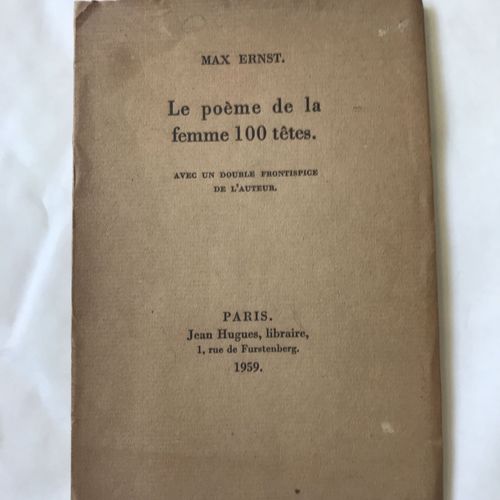 MAX ERNST.
Le poème de la
femme 100 têtes.
AVEC UN DOUBLE FRONTISPICE
DE L'AUTEUR.
PARIS.
Jean Hugues, libraire,
1, rue de Furstenberg.
1959.